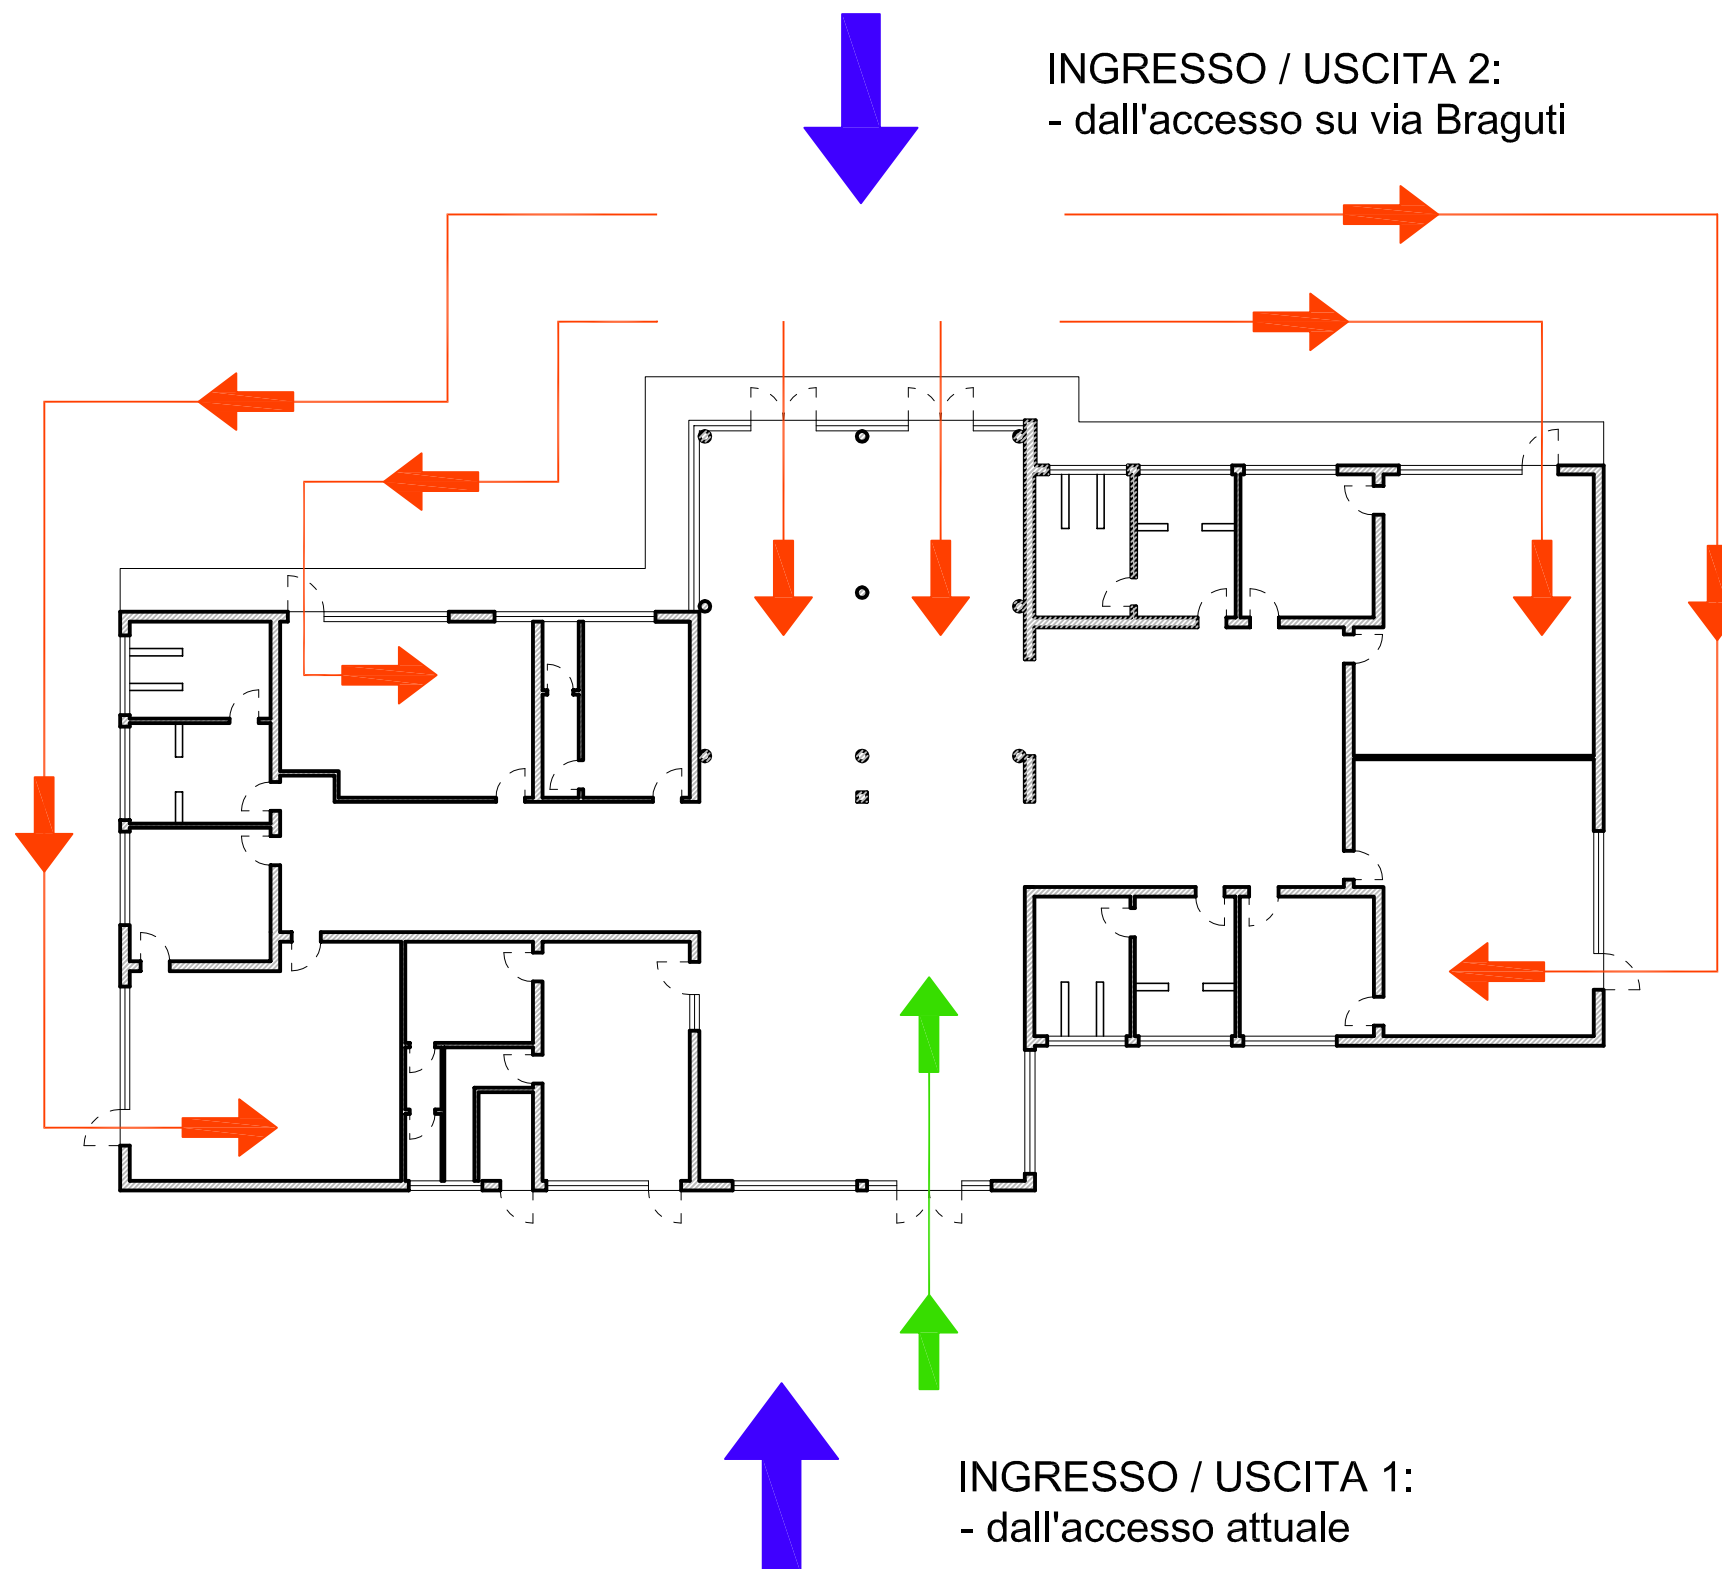 INGRESSO / USCITA 2:
- dall'accesso su via Braguti
INGRESSO / USCITA 1:
- dall'accesso attuale